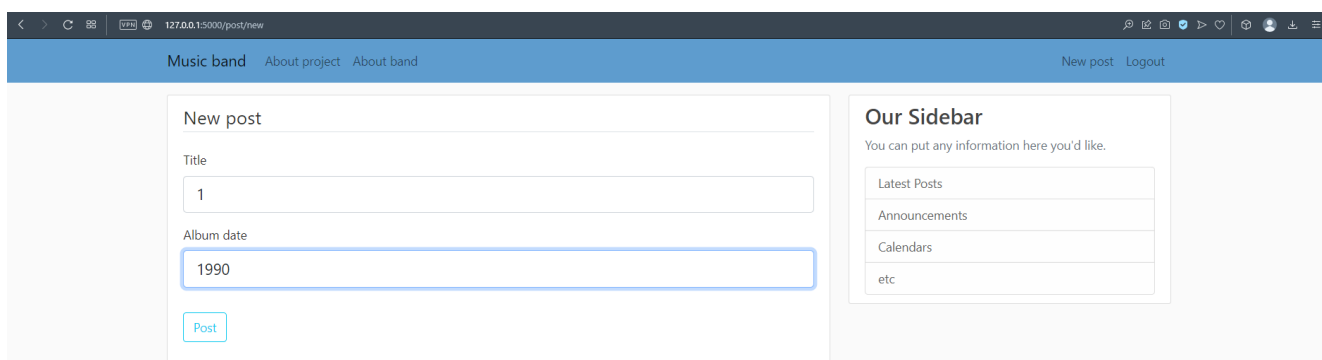 VPN 127.0.0.1:5000/post/new
Music band About project About band New post Logout
New post
Title
1
Album date
1990
Post
Our Sidebar
You can put any information here you'd like.
Latest Posts
Announcements
Calendars
etc